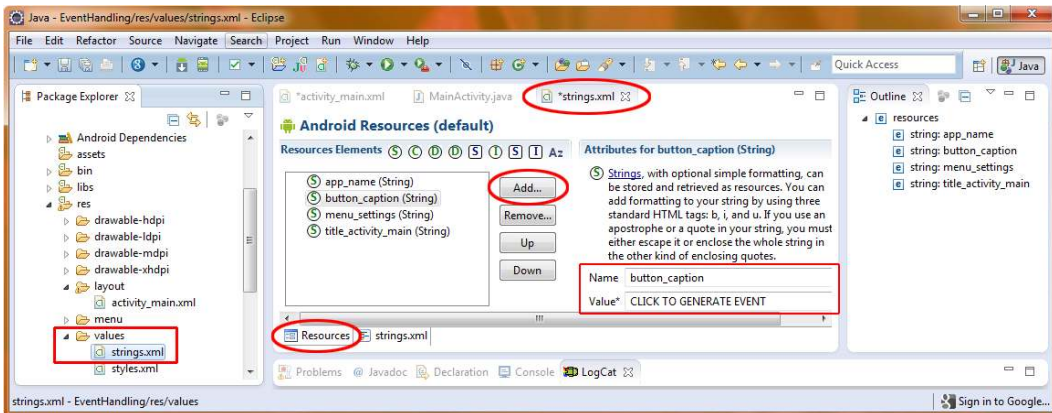 Java - EventHandling/res/values/strings.xml - Eclipse
File Edit Refactor Source Navigate Search Project Run Window Help
Quick Access
Java
Package Explorer
Android Dependencies
assets
bin
libs
res
drawable-hdpi
drawable-ldpi
drawable-mdpi
drawable-xhdpi
layout
activity_main.xml
menu
values
strings.xml
styles.xml
*activity_main.xml
MainActivity.java
*strings.xml
Android Resources (default)
Resources Elements S C D D S I S I Az
S app_name (String)
S button_caption (String)
S menu_settings (String)
S title_activity_main (String)
Add...
Remove...
Up
Down
Attributes for button_caption (String)
S Strings, with optional simple formatting, can
be stored and retrieved as resources. You can
add formatting to your string by using three
standard HTML tags: b, i, and u. If you use an
apostrophe or a quote in your string, you must
either escape it or enclose the whole string in
the other kind of enclosing quotes.
Name button_caption
Value* CLICK TO GENERATE EVENT
Resources strings.xml
Problems @ Javadoc Declaration Console LogCat
Outline
resources
string: app_name
string: button_caption
string: menu_settings
string: title_activity_main
strings.xml - EventHandling/res/values
Sign in to Google...